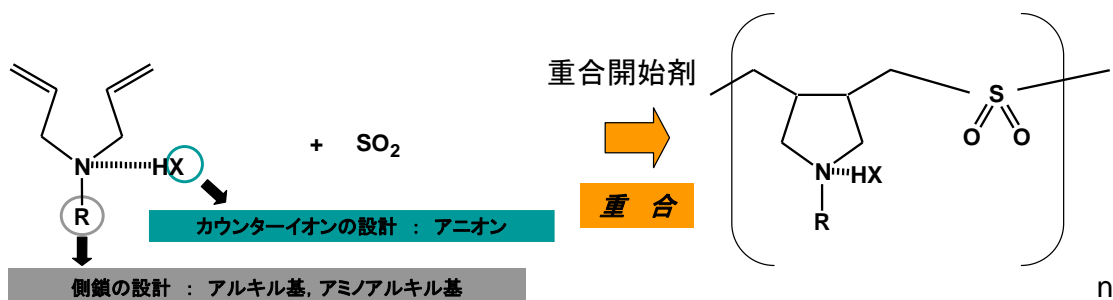 重合開始剤
N
HX
R
+ SO2
カウンターイオンの設計 ： アニオン
側鎖の設計 ： アルキル基，アミノアルキル基
重 合
S
O O
N
HX
R
n